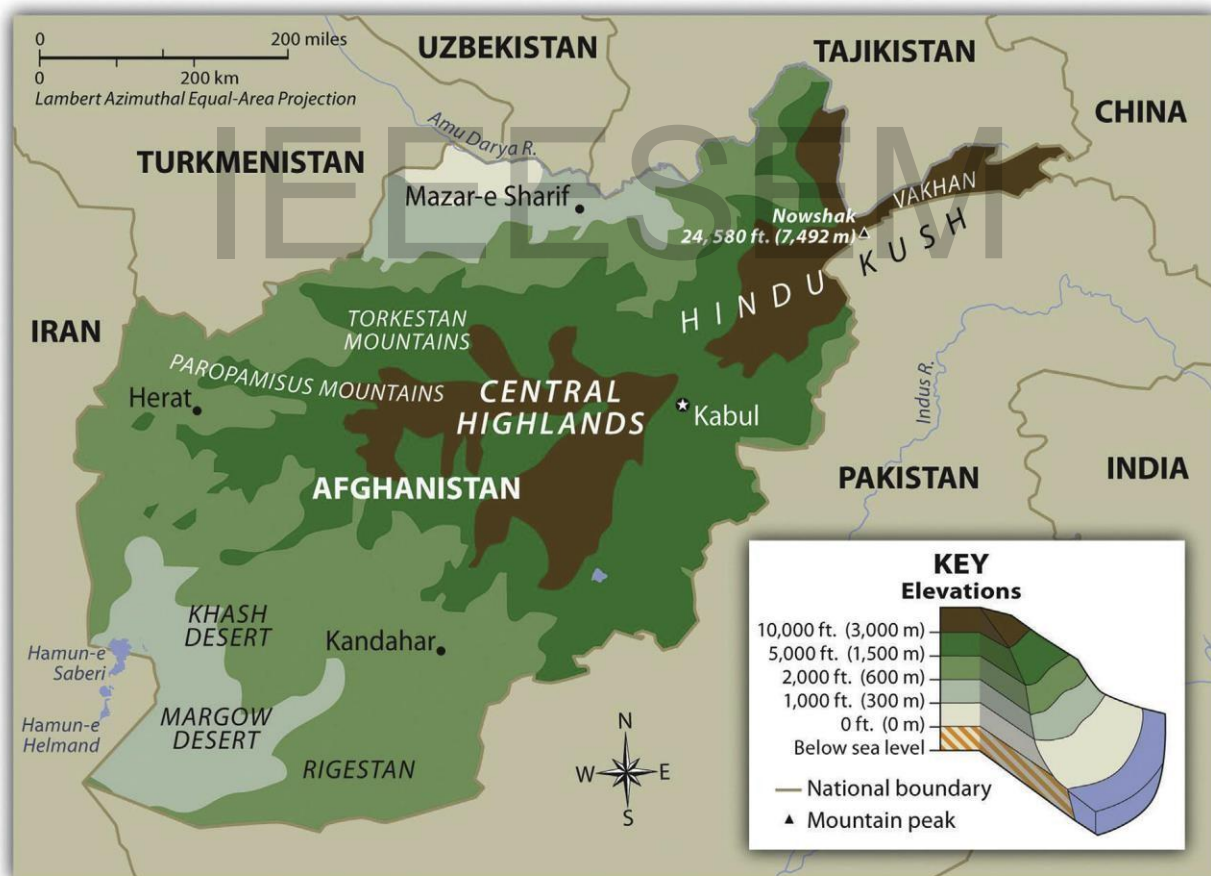 0 200 miles
0 200 km
Lambert Azimuthal Equal-Area Projection
UZBEKISTAN
TAJIKISTAN
CHINA
TURKMENISTAN
Amu Darya R.
IEEESEM
Mazar-e Sharif
VAKHAN
Nowshak
24, 580 ft. (7,492 m)
HINDU KUSH
IRAN
TORKESTAN
MOUNTAINS
PAROPAMISUS MOUNTAINS
Herat
CENTRAL
HIGHLANDS
Kabul
Indus R.
AFGHANISTAN
PAKISTAN
INDIA
KHASH
DESERT
Kandahar
Hamun-e
Saberi
Hamun-e
Helmand
MARGOW
DESERT
RIGESTAN
N
W E
S
KEY
Elevations
10,000 ft. (3,000 m)
5,000 ft. (1,500 m)
2,000 ft. (600 m)
1,000 ft. (300 m)
0 ft. (0 m)
Below sea level
National boundary
Mountain peak